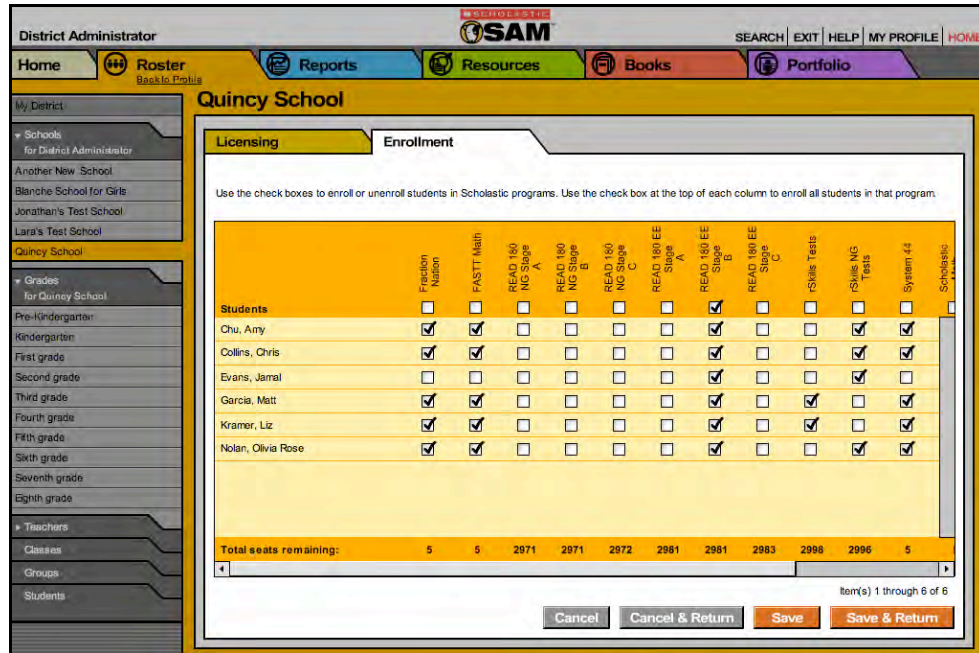 SCHOLASTIC
District Administrator
SAM
SEARCH EXIT HELP MY PROFILE HOME
Home
Roster
Back to Profile
Reports
Resources
Books
Portfolio
My District
Schools
for District Administrator
Another New School
Blanche School for Girls
Jonathan's Test School
Lara's Test School
Quincy School
Grades
for Quincy School
Pre-Kindergarten
Kindergarten
First grade
Second grade
Third grade
Fourth grade
Fifth grade
Sixth grade
Seventh grade
Eighth grade
Teachers
Classes
Groups
Students
Quincy School
Licensing
Enrollment
Use the check boxes to enroll or unenroll students in Scholastic programs. Use the check box at the top of each column to enroll all students in that program.
Students
Fraction
Nation
FASTT Math
READ 180
NG Stage
A
READ 180
NG Stage
B
READ 180
NG Stage
C
READ 180 EE
Stage
A
READ 180 EE
Stage
B
READ 180 EE
Stage
C
rSkills Tests
rSkills NG
Tests
System 44
Scholastic
Chu, Amy
Collins, Chris
Evans, Jamal
Garcia, Matt
Kramer, Liz
Nolan, Olivia Rose
Total seats remaining: 5 5 2971 2971 2972 2981 2981 2983 2998 2996 5
Item(s) 1 through 6 of 6
Cancel
Cancel & Return
Save
Save & Return